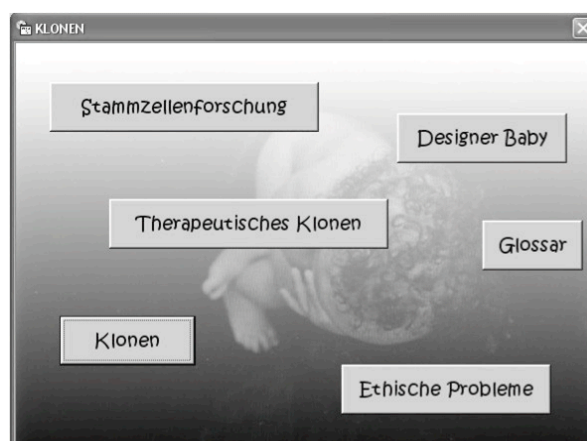 KLONEN
Stammzellenforschung
Designer Baby
Therapeutisches Klonen
Glossar
Klonen
Ethische Probleme